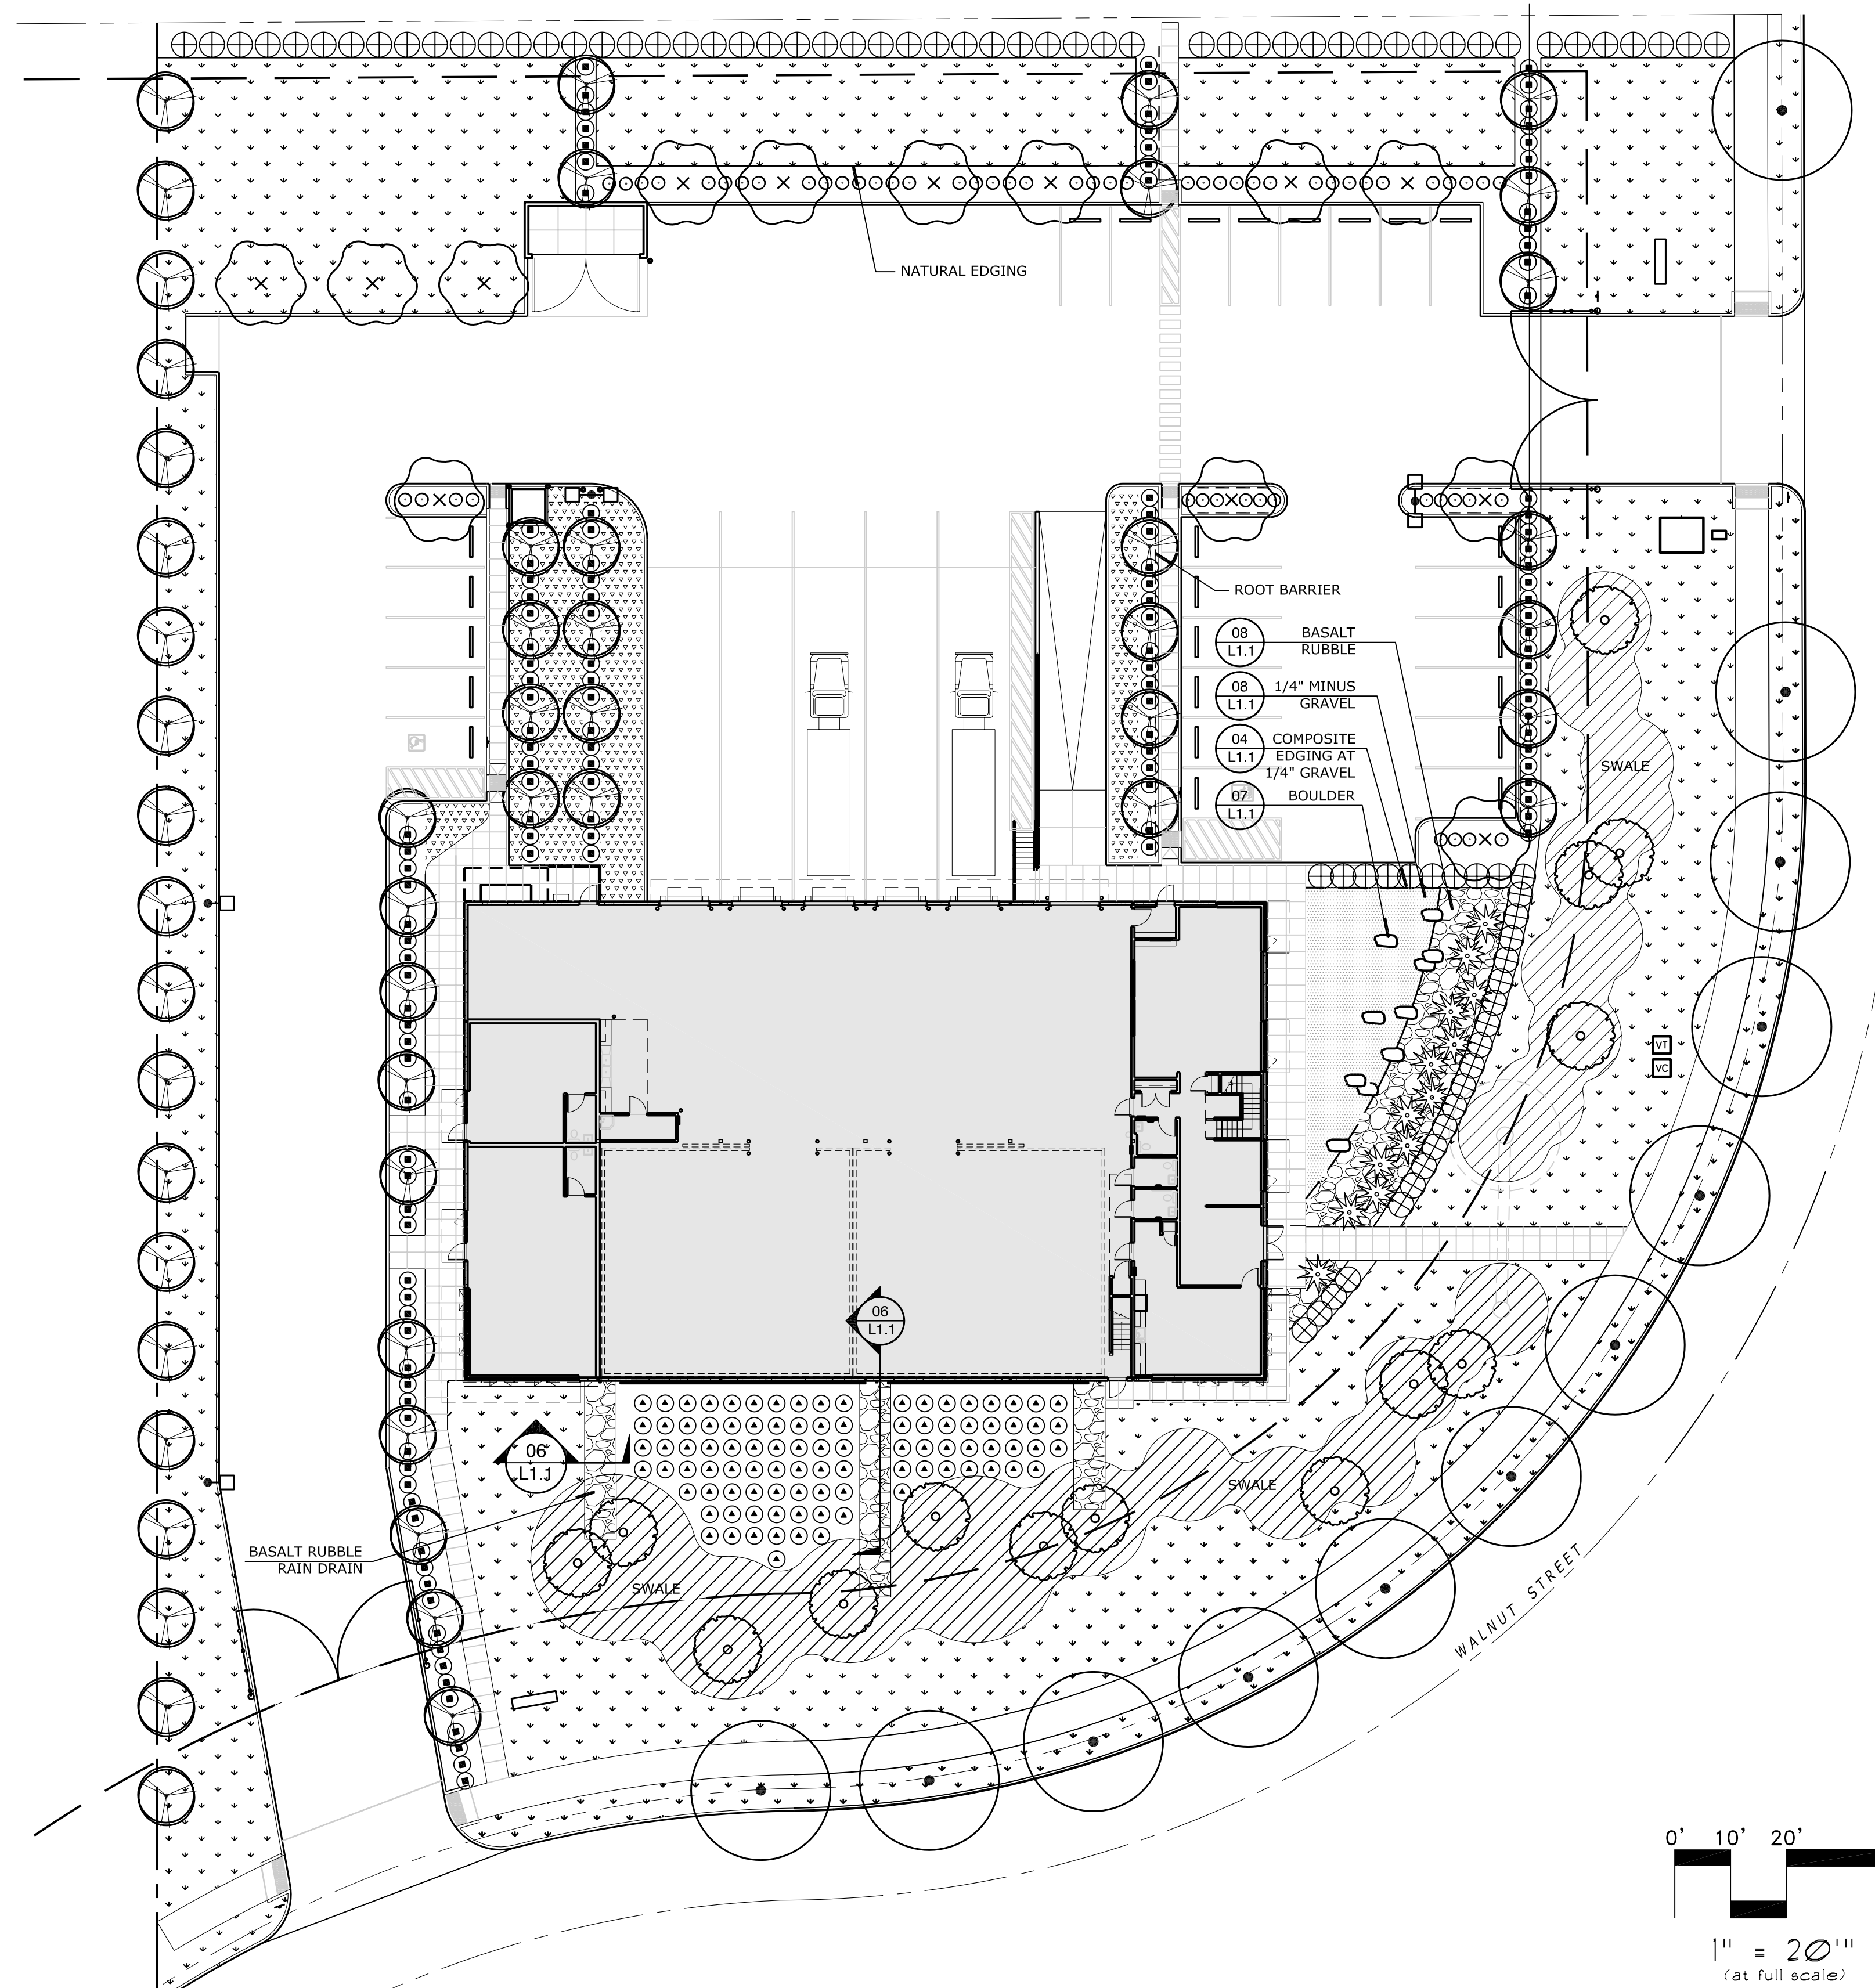 NATURAL EDGING
ROOT BARRIER
08
L1.1
BASALT
RUBBLE
08
L1.1
1/4" MINUS
GRAVEL
04
L1.1
COMPOSITE
EDGING AT
1/4" GRAVEL
07
L1.1
BOULDER
SWALE
VT
VC
06
L1.1
06
L1.1
SWALE
BASALT RUBBLE
RAIN DRAIN
SWALE
WALNUT STREET
0' 10' 20'
1" = 20'"
(at full scale)